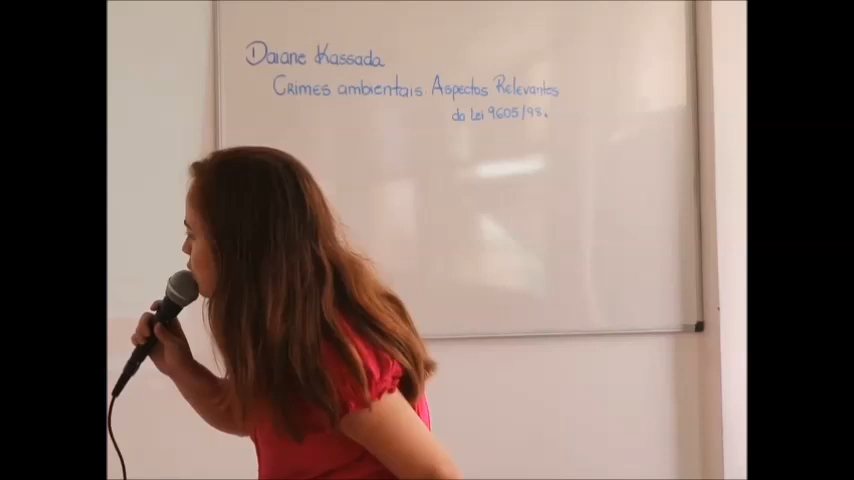 Daiane Kassada
Crimes ambientais Aspectos Relevantes
da Lei 9605/98.